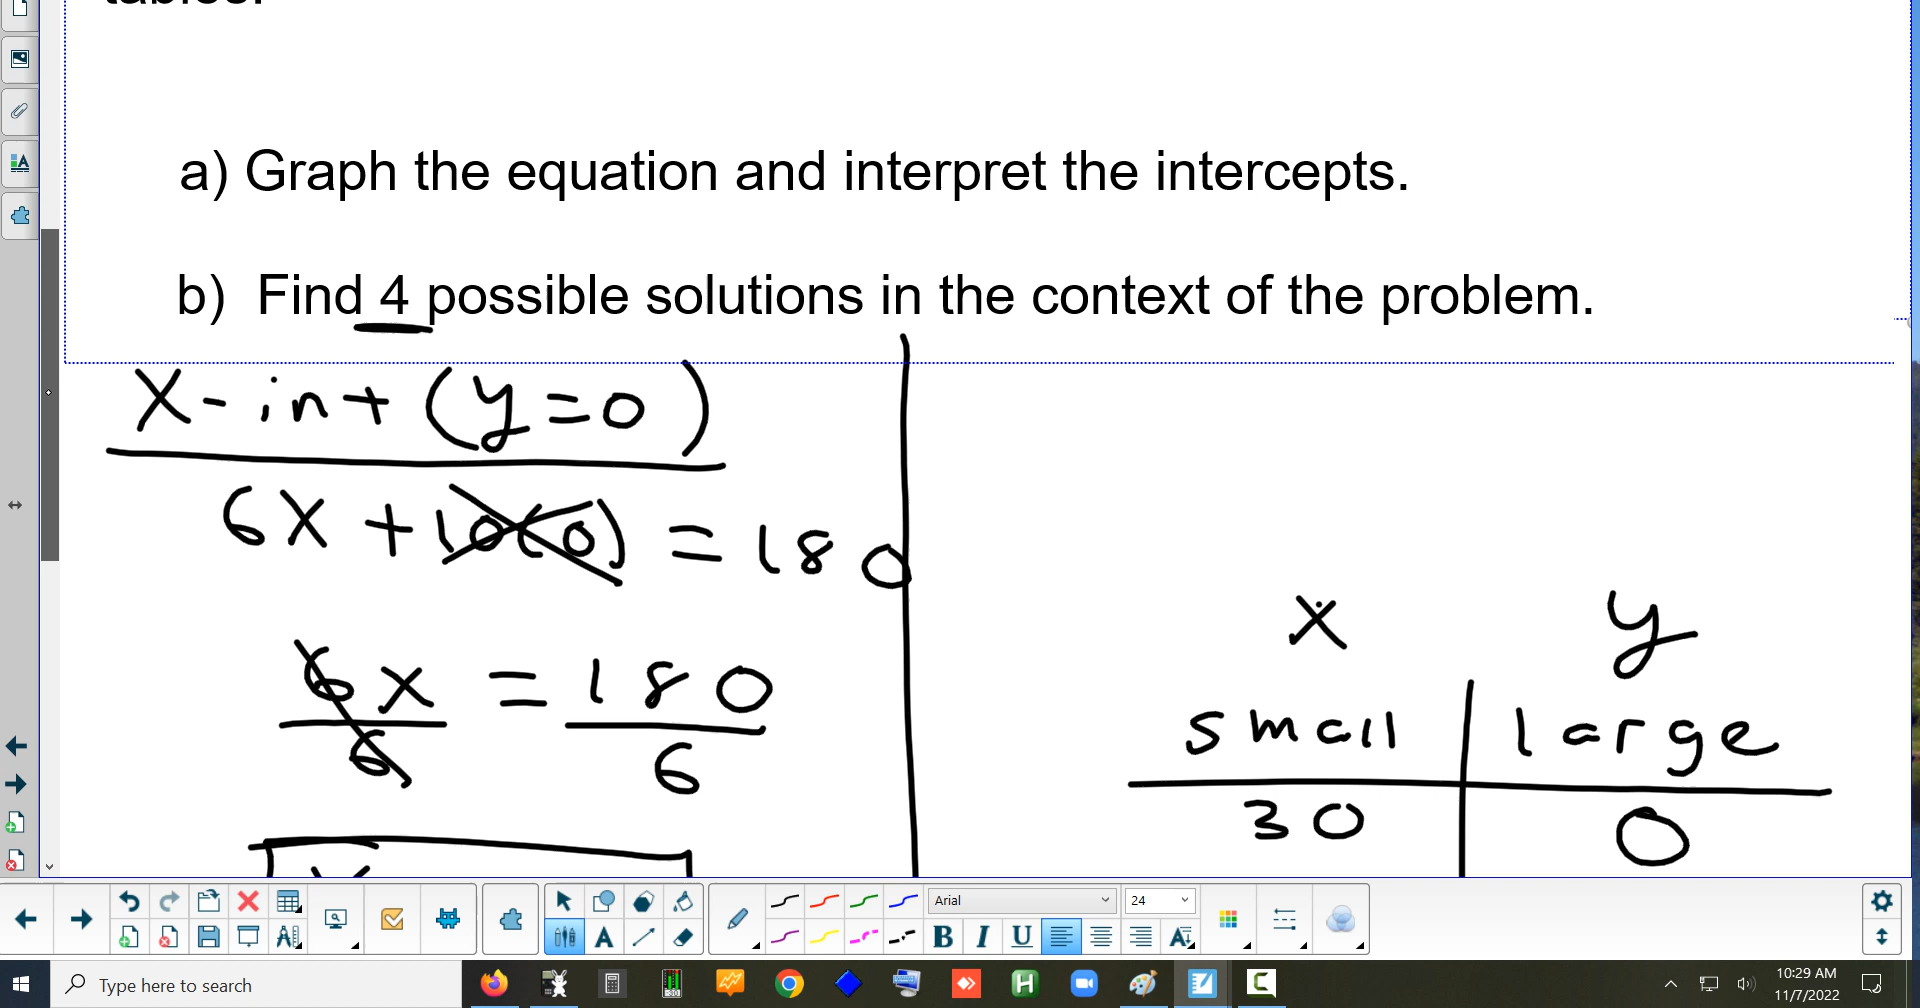 a) Graph the equation and interpret the intercepts.
b) Find 4 possible solutions in the context of the problem.
x-int (y=0)
6x + 10(0) = 180
6x = 180
6 6
x y
small large
30 0
Arial 24
B I U
Type here to search
10:29 AM
11/7/2022